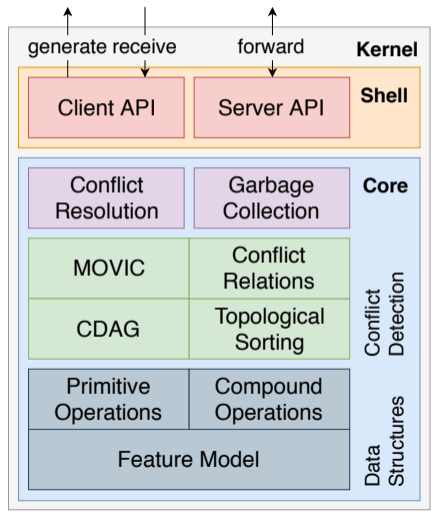 generate receive
forward
Kernel
Client API
Server API
Shell
Conflict
Resolution
Garbage
Collection
Core
MOVIC
Conflict
Relations
CDAG
Topological
Sorting
Conflict
Detection
Primitive
Operations
Compound
Operations
Feature Model
Data
Structures